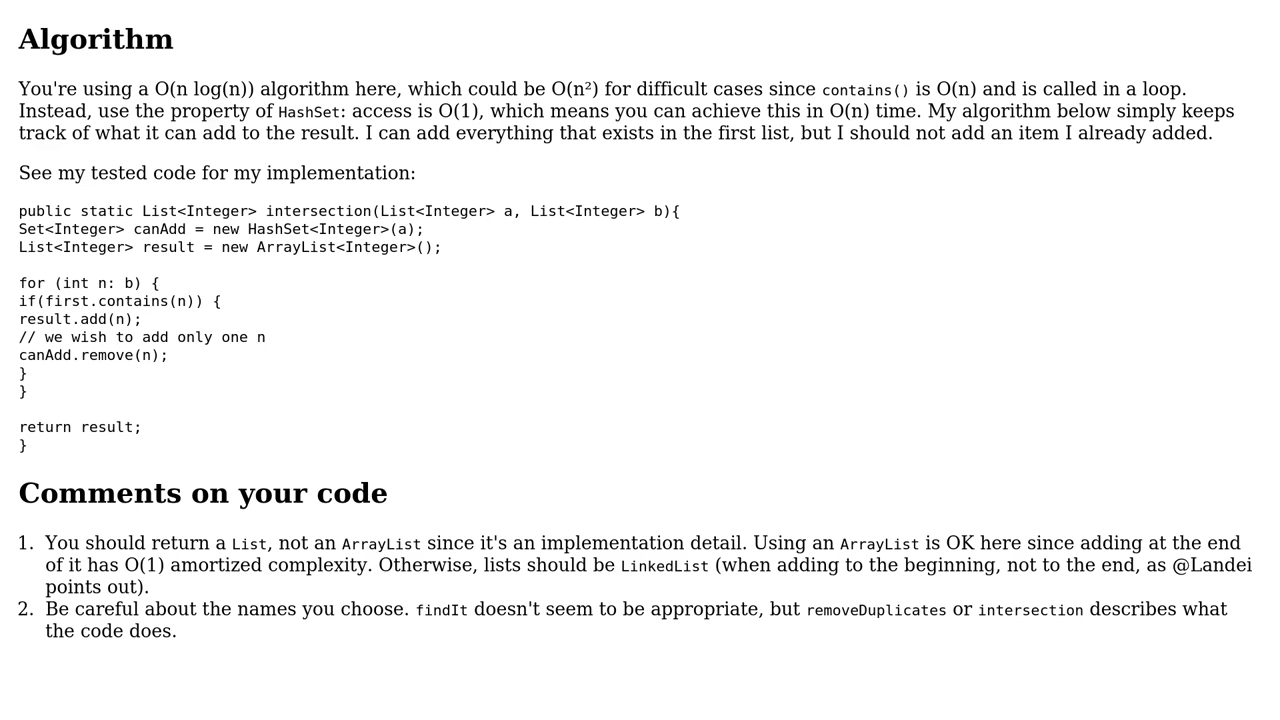 Algorithm
You're using a O(n log(n)) algorithm here, which could be O(n²) for difficult cases since contains() is O(n) and is called in a loop.
Instead, use the property of HashSet: access is O(1), which means you can achieve this in O(n) time. My algorithm below simply keeps
track of what it can add to the result. I can add everything that exists in the first list, but I should not add an item I already added.
See my tested code for my implementation:
public static List<Integer> intersection(List<Integer> a, List<Integer> b){
Set<Integer> canAdd = new HashSet<Integer>(a);
List<Integer> result = new ArrayList<Integer>();
for (int n: b) {
if(first.contains(n)) {
result.add(n);
// we wish to add only one n
canAdd.remove(n);
}
}
return result;
}
Comments on your code
1. You should return a List, not an ArrayList since it's an implementation detail. Using an ArrayList is OK here since adding at the end
of it has O(1) amortized complexity. Otherwise, lists should be LinkedList (when adding to the beginning, not to the end, as @Landei
points out).
2. Be careful about the names you choose. findIt doesn't seem to be appropriate, but removeDuplicates or intersection describes what
the code does.